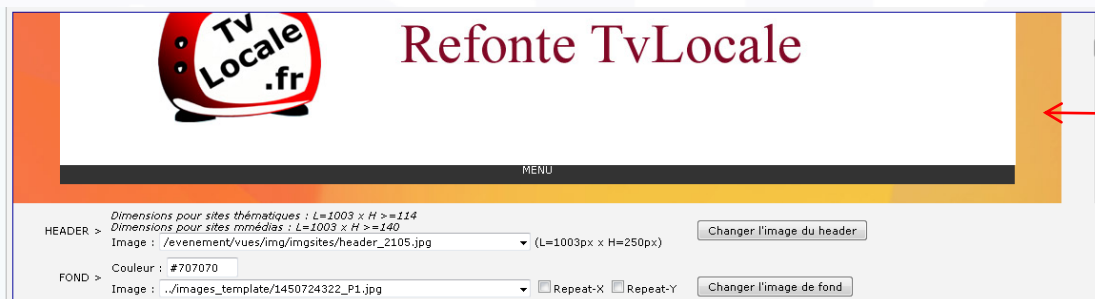 Tv
Locale
.fr
Refonte TvLocale
MENU
Dimensions pour sites thématiques : L=1003 x H >=114
HEADER > Dimensions pour sites mmédias : L=1003 x H >=140
Image : /evenement/vues/img/imgsites/header_2105.jpg (L=1003px x H=250px) Changer l'image du header
Couleur : #707070
FOND >
Image : ../images_template/1450724322_P1.jpg Repeat-X Repeat-Y Changer l'image de fond